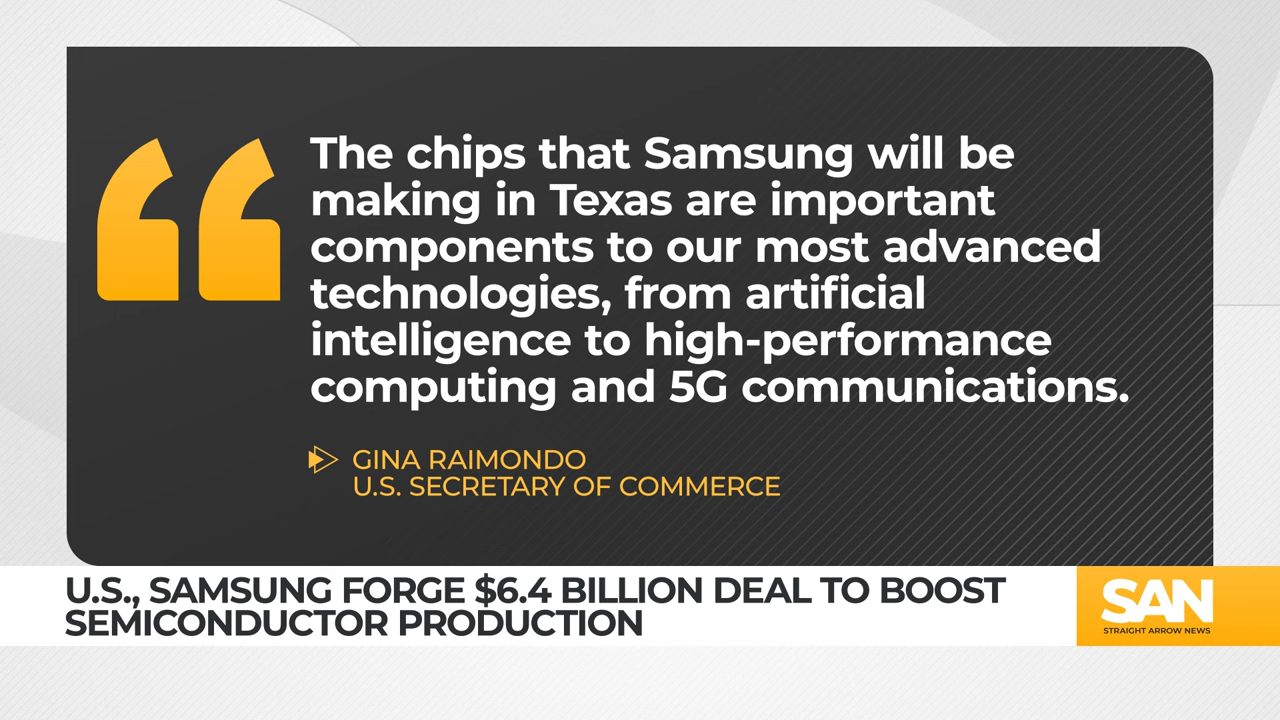 The chips that Samsung will be
making in Texas are important
components to our most advanced
technologies, from artificial
intelligence to high-performance
computing and 5G communications.
GINA RAIMONDO
U.S. SECRETARY OF COMMERCE
U.S., SAMSUNG FORGE $6.4 BILLION DEAL TO BOOST
SEMICONDUCTOR PRODUCTION
SAN
STRAIGHT ARROW NEWS